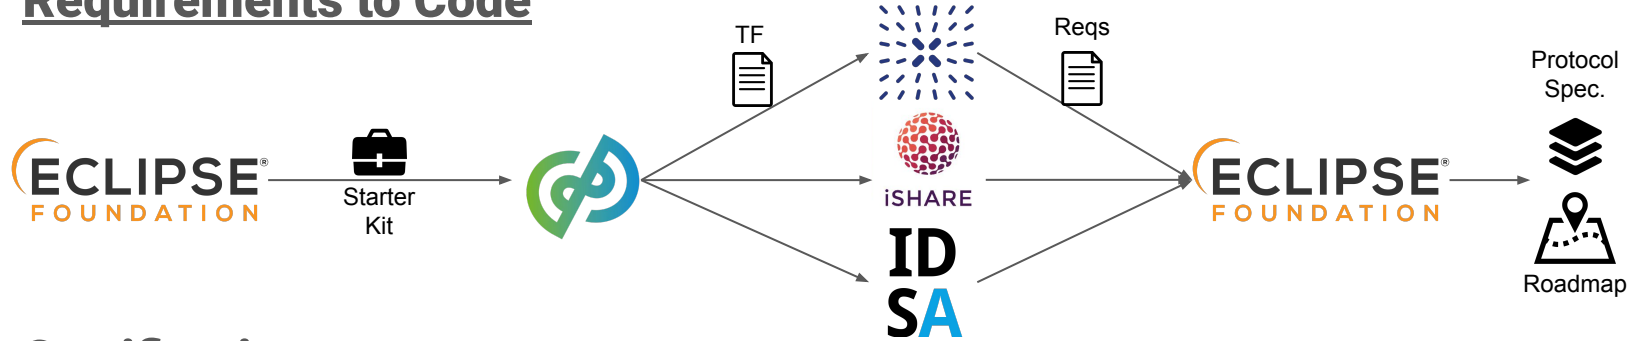 Requirements to Code
TF
Reqs
Protocol
Spec.
ECLIPSE®
FOUNDATION
Starter
Kit
iSHARE
ECLIPSE®
FOUNDATION
ID
SA
Roadmap